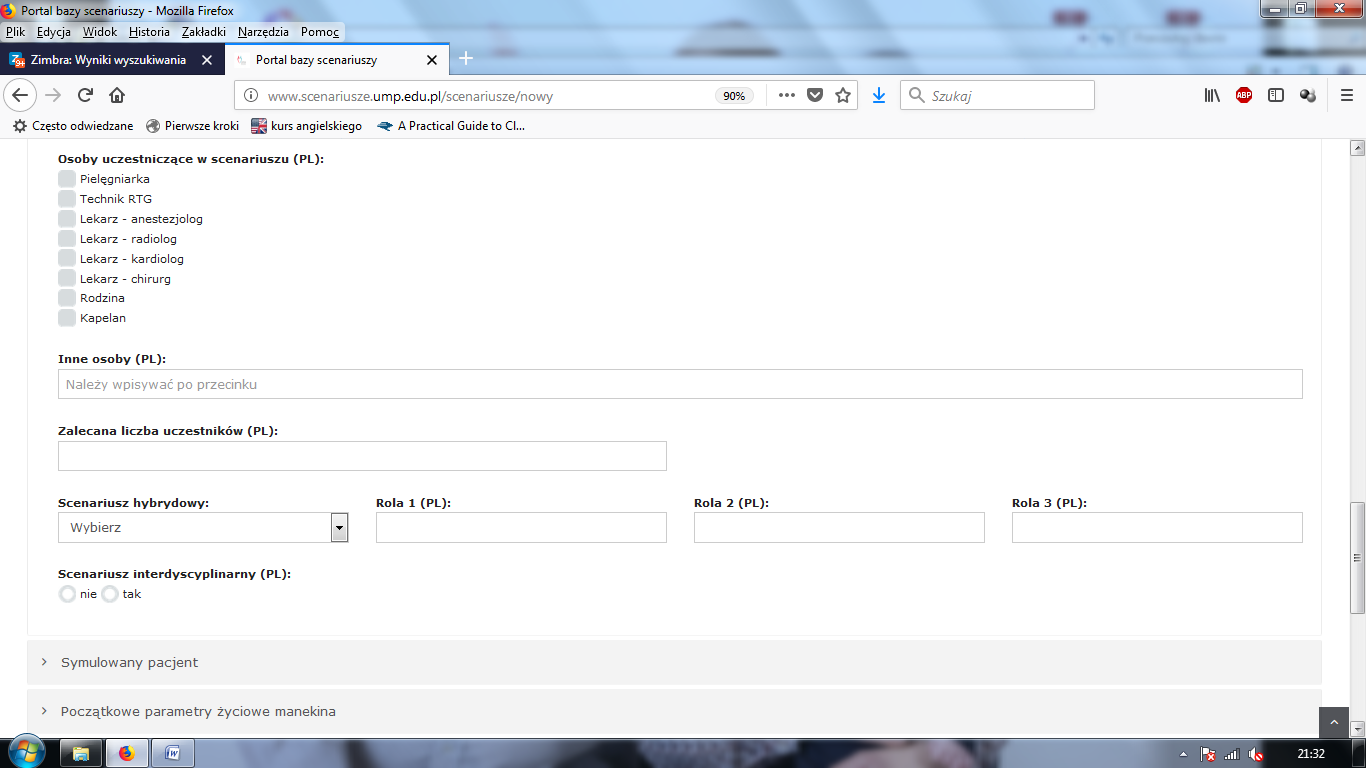 Portal bazy scenariuszy - Mozilla Firefox
Plik Edycja Widok Historia Zakładki Narzędzia Pomoc
Zimbra: Wyniki wyszukiwania Portal bazy scenariuszy
www.scenariusze.ump.edu.pl/scenariusze/nowy 90% Szukaj ABP
Często odwiedzane Pierwsze kroki kurs angielskiego A Practical Guide to Cl...
Osoby uczestniczące w scenariuszu (PL):
Pielęgniarka
Technik RTG
Lekarz - anestezjolog
Lekarz - radiolog
Lekarz - kardiolog
Lekarz - chirurg
Rodzina
Kapelan
Inne osoby (PL):
Należy wpisywać po przecinku
Zalecana liczba uczestników (PL):
Scenariusz hybrydowy: Rola 1 (PL): Rola 2 (PL): Rola 3 (PL):
Wybierz
Scenariusz interdyscyplinarny (PL):
nie tak
Symulowany pacjent
Początkowe parametry życiowe manekina
21:32